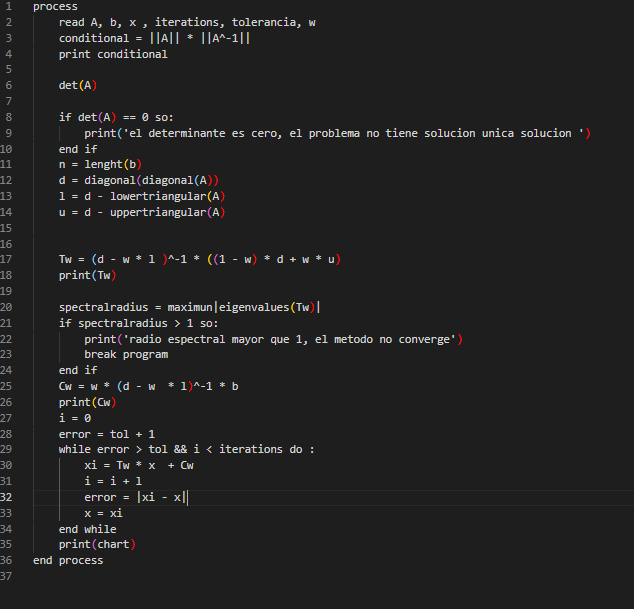 1 process
2 read A, b, x , iterations, tolerancia, w
3 conditional = ||A|| * ||A^-1||
4 print conditional
5
6 det(A)
7
8 if det(A) == 0 so:
9 print('el determinante es cero, el problema no tiene solucion unica solucion ')
10 end if
11 n = lenght(b)
12 d = diagonal(diagonal(A))
13 l = d - lowertriangular(A)
14 u = d - uppertriangular(A)
15
16
17 Tw = (d - w * l )^-1 * ((1 - w) * d + w * u)
18 print(Tw)
19
20 spectralradius = maximun|eigenvalues(Tw)|
21 if spectralradius > 1 so:
22 print('radio espectral mayor que 1, el metodo no converge')
23 break program
24 end if
25 Cw = w * (d - w  * l)^-1 * b
26 print(Cw)
27 i = 0
28 error = tol + 1
29 while error > tol && i < iterations do :
30 xi = Tw * x  + Cw
31 i = i + l
32 error = |xi - x|
33 x = xi
34 end while
35 print(chart)
36 end process
37